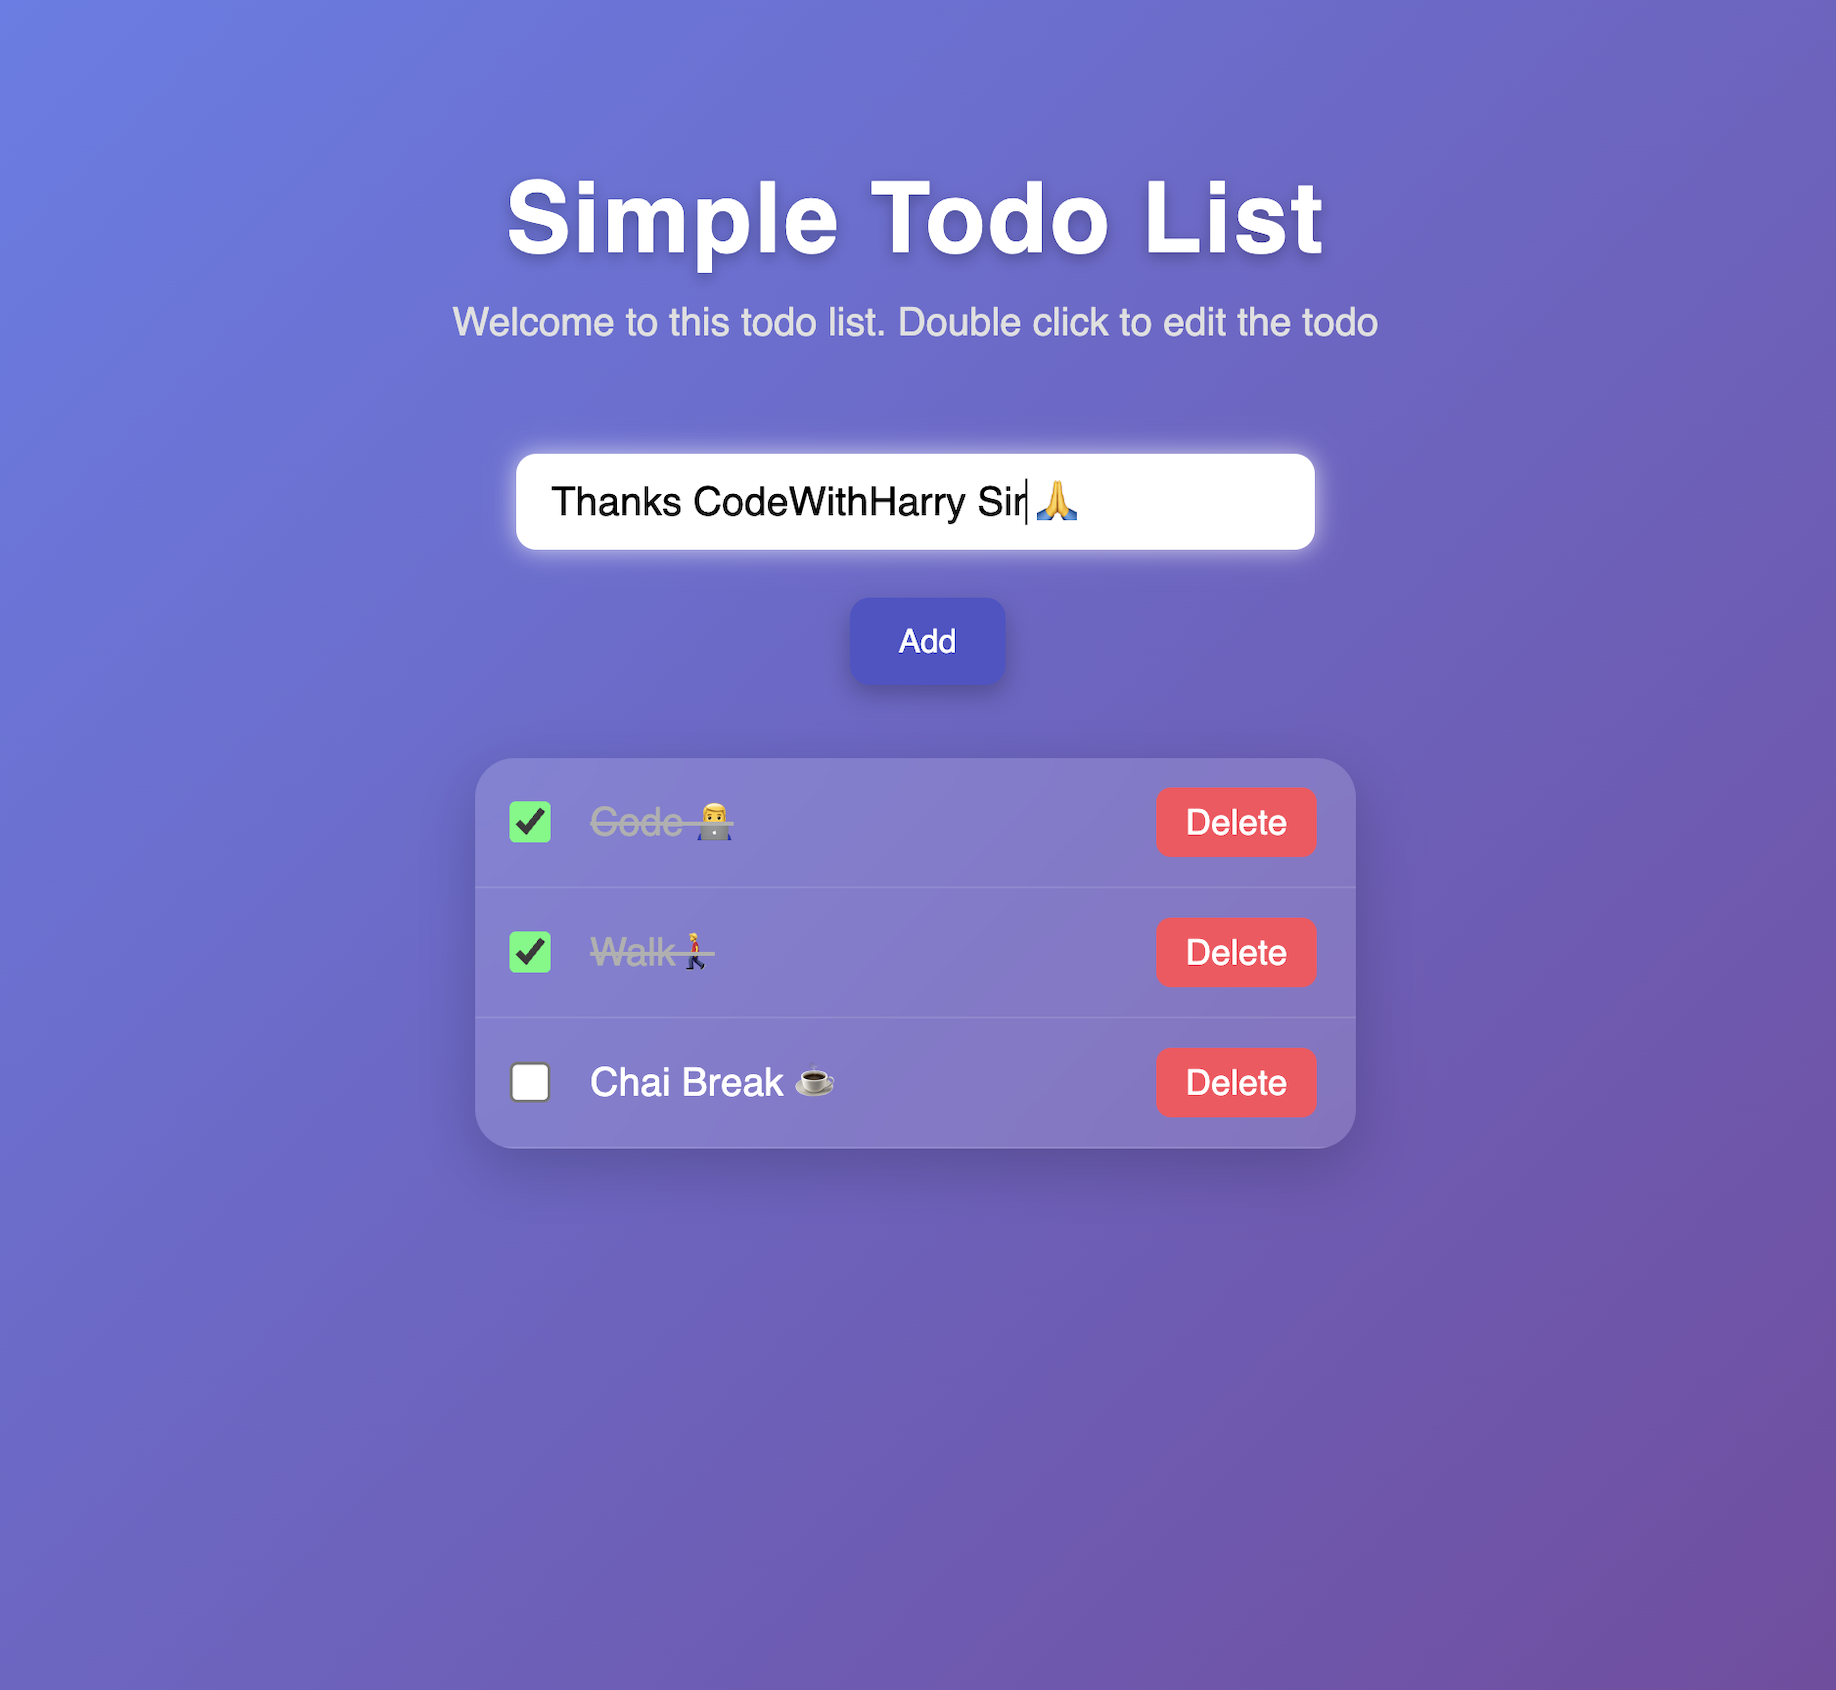 Simple Todo List
Welcome to this todo list. Double click to edit the todo
Thanks CodeWithHarry Sir🙏
Add
Code 👨‍💻 Delete
Walk🚶 Delete
Chai Break ☕ Delete